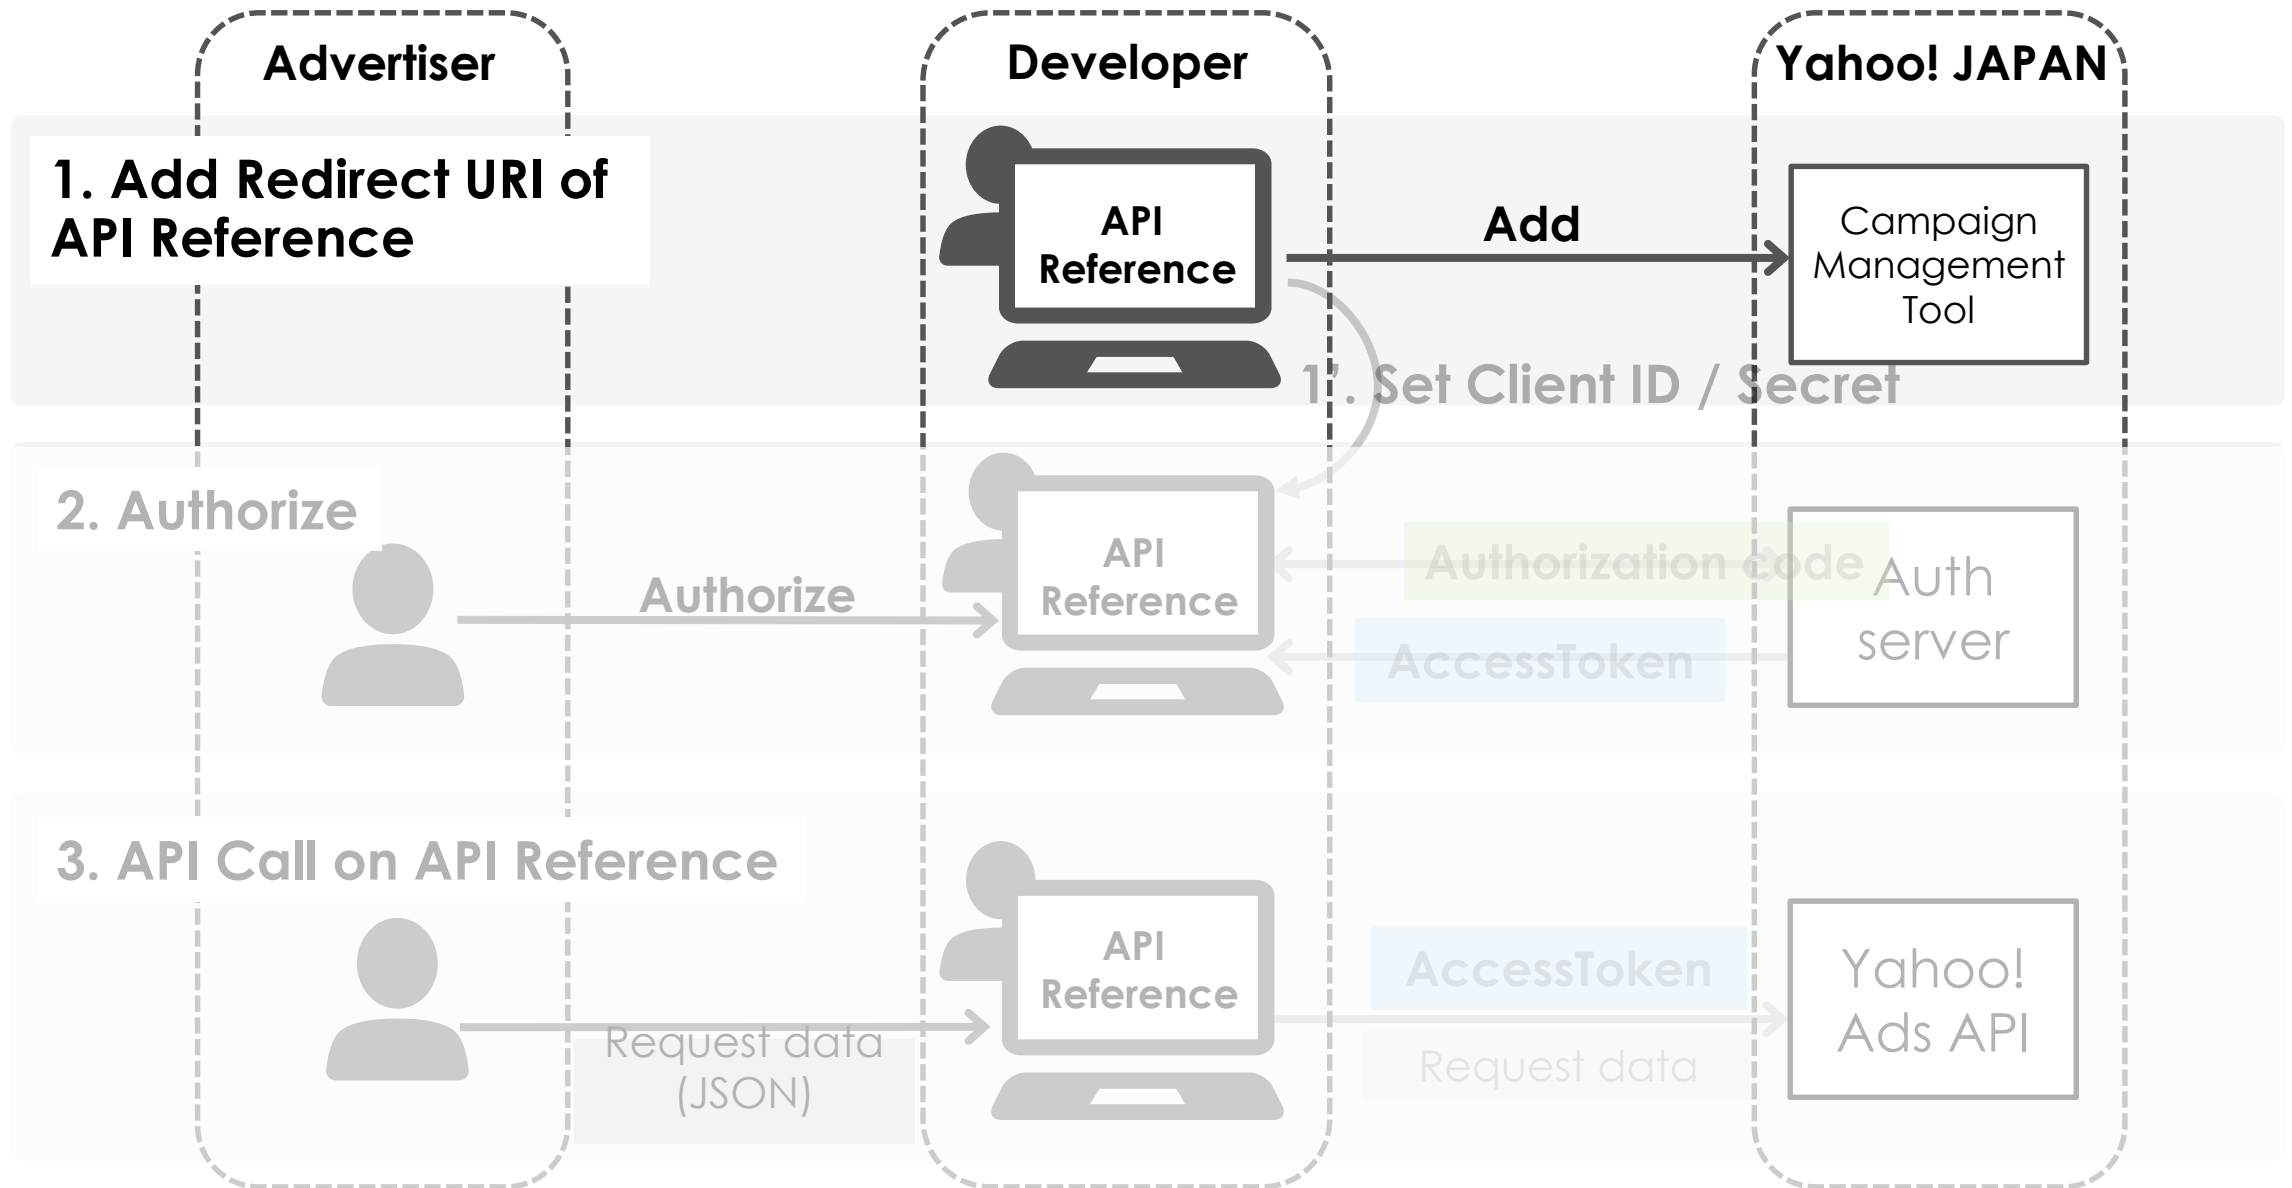 Advertiser
Developer
Yahoo! JAPAN
1. Add Redirect URI of
API Reference
API
Reference
Add
Campaign
Management
Tool
1’. Set Client ID / Secret
2. Authorize
Authorize
API
Reference
Authorization code
AccessToken
Auth
server
3. API Call on API Reference
Request data
(JSON)
API
Reference
AccessToken
Request data
Yahoo!
Ads API